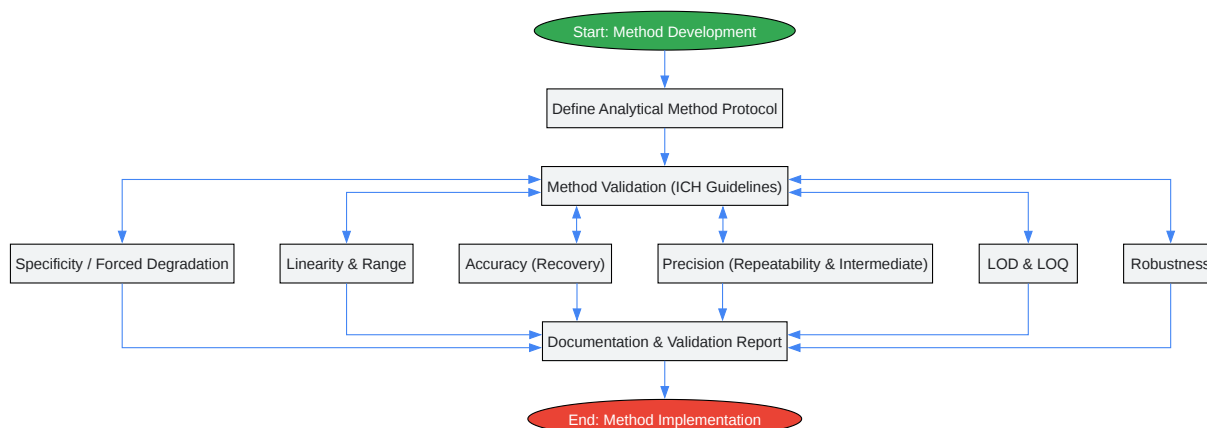 Start: Method Development
Define Analytical Method Protocol
Method Validation (ICH Guidelines)
Specificity / Forced Degradation
Linearity & Range
Accuracy (Recovery)
Precision (Repeatability & Intermediate)
LOD & LOQ
Robustness
Documentation & Validation Report
End: Method Implementation